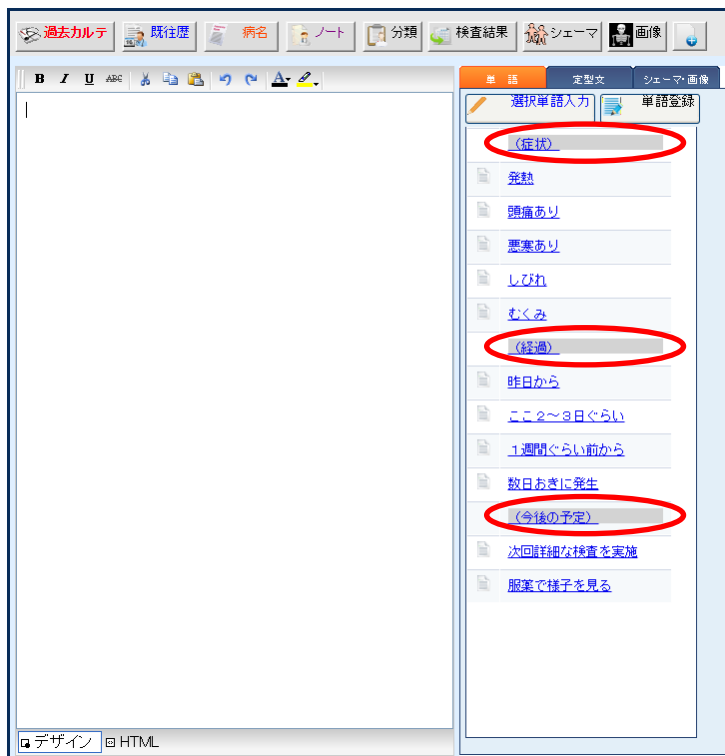 過去カルテ 既往歴 病名 ノート 分類 検査結果 シェーマ 画像
B I U ABC A
単語 定型文 シェーマ・画像
選択単語入力 単語登録
（症状）
発熱
頭痛あり
悪寒あり
しびれ
むくみ
（経過）
昨日から
ここ２～３日ぐらい
１週間ぐらい前から
数日おきに発生
（今後の予定）
次回詳細な検査を実施
服薬で様子を見る
デザイン HTML